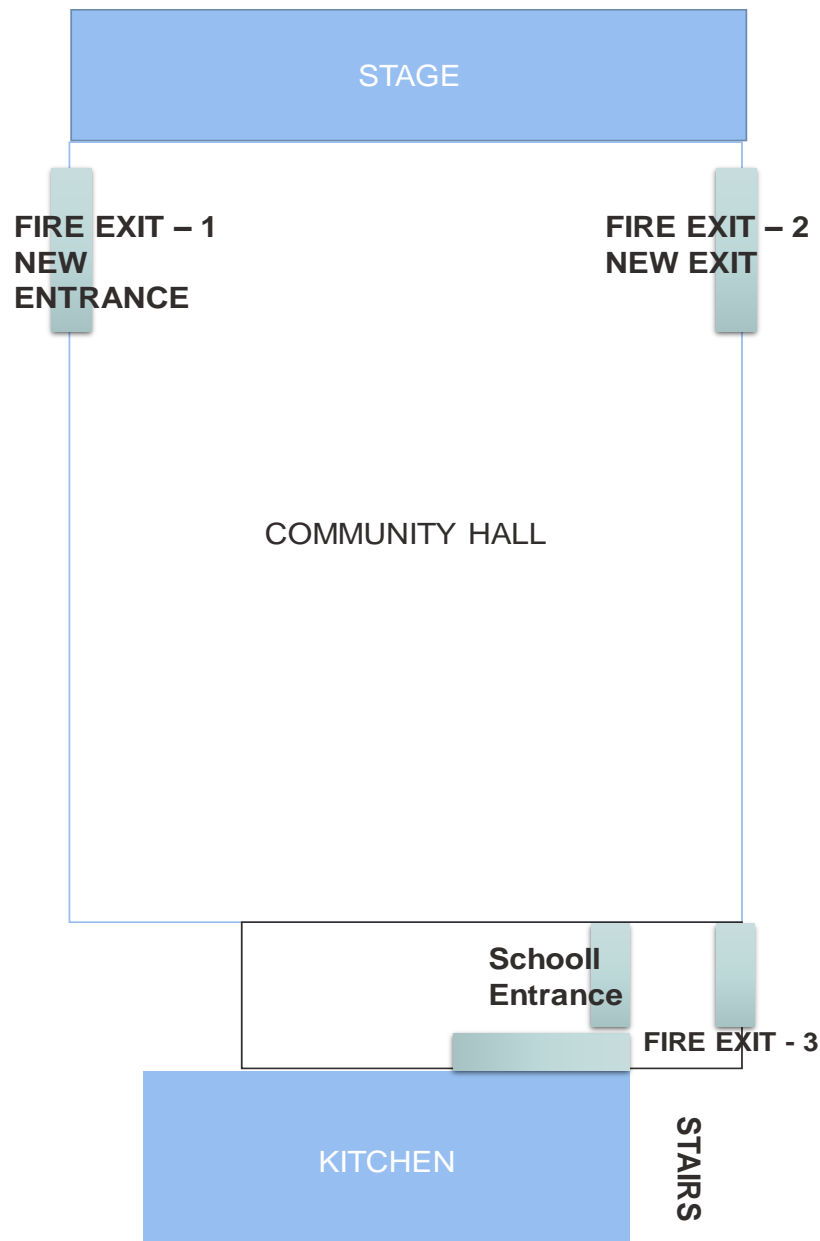 STAGE
FIRE EXIT – 1
NEW
ENTRANCE
FIRE EXIT – 2
NEW EXIT
COMMUNITY HALL
Schooll
Entrance
FIRE EXIT - 3
KITCHEN
STAIRS